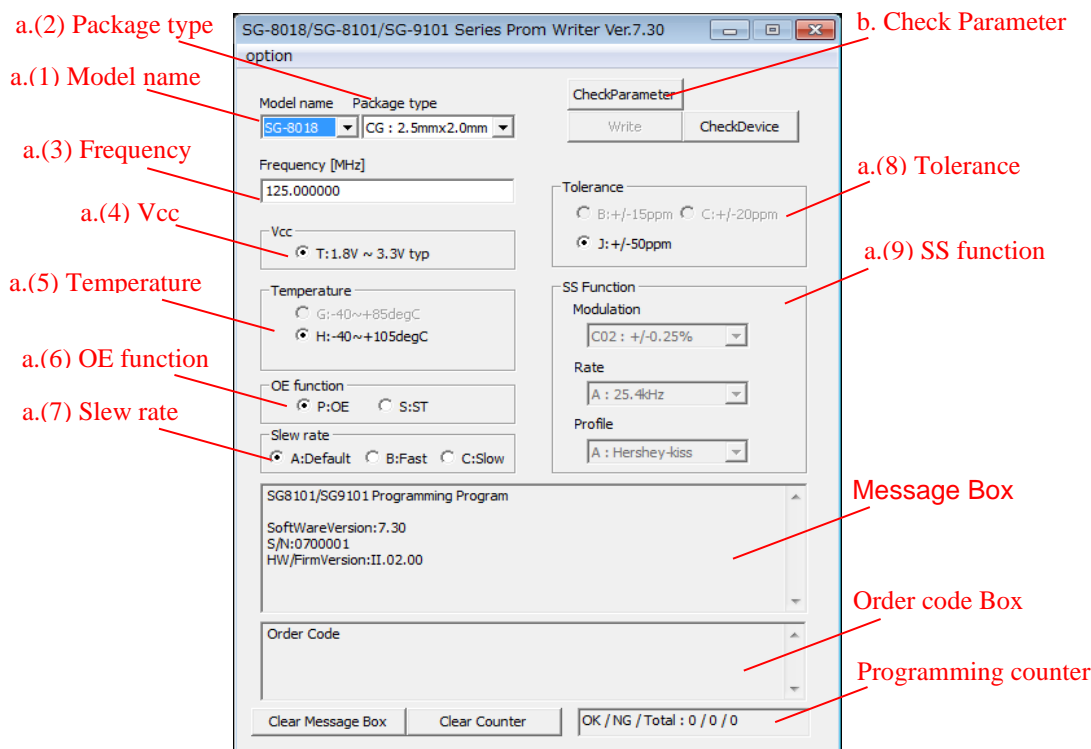 a.(2) Package type
b. Check Parameter
SG-8018/SG-8101/SG-9101 Series Prom Writer Ver.7.30
option
a.(1) Model name
Model name Package type
SG-8018 CG : 2.5mmx2.0mm
CheckParameter
Write CheckDevice
a.(3) Frequency
Frequency [MHz]
125.000000
a.(8) Tolerance
Tolerance
B:+/-15ppm C:+/-20ppm
J:+/-50ppm
a.(4) Vcc
Vcc
T:1.8V ~ 3.3V typ
a.(9) SS function
a.(5) Temperature
Temperature
G:-40~+85degC
H:-40~+105degC
SS Function
Modulation
C02 : +/-0.25%
Rate
A : 25.4kHz
Profile
A : Hershey-kiss
a.(6) OE function
OE function
P:OE S:ST
a.(7) Slew rate
Slew rate
A:Default B:Fast C:Slow
SG8101/SG9101 Programming Program
SoftWareVersion:7.30
S/N:0700001
HW/FirmVersion:II.02.00
Message Box
Order code Box
Order Code
Programming counter
Clear Message Box Clear Counter OK / NG / Total : 0 / 0 / 0